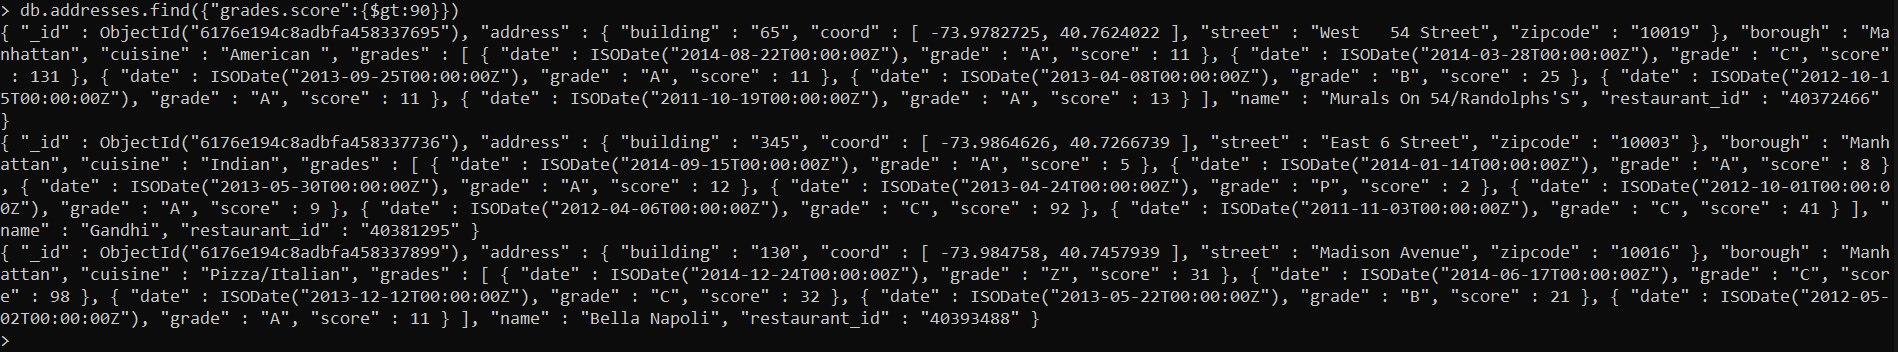 > db.addresses.find({"grades.score":{$gt:90}})
{ "_id" : ObjectId("6176e194c8adbfa458337695"), "address" : { "building" : "65", "coord" : [ -73.9782725, 40.7624022 ], "street" : "West   54 Street", "zipcode" : "10019" }, "borough" : "Ma
nhattan", "cuisine" : "American ", "grades" : [ { "date" : ISODate("2014-08-22T00:00:00Z"), "grade" : "A", "score" : 11 }, { "date" : ISODate("2014-03-28T00:00:00Z"), "grade" : "C", "score"
 : 131 }, { "date" : ISODate("2013-09-25T00:00:00Z"), "grade" : "A", "score" : 11 }, { "date" : ISODate("2013-04-08T00:00:00Z"), "grade" : "B", "score" : 25 }, { "date" : ISODate("2012-10-1
5T00:00:00Z"), "grade" : "A", "score" : 11 }, { "date" : ISODate("2011-10-19T00:00:00Z"), "grade" : "A", "score" : 13 } ], "name" : "Murals On 54/Randolphs'S", "restaurant_id" : "40372466"
}
{ "_id" : ObjectId("6176e194c8adbfa458337736"), "address" : { "building" : "345", "coord" : [ -73.9864626, 40.7266739 ], "street" : "East 6 Street", "zipcode" : "10003" }, "borough" : "Manh
attan", "cuisine" : "Indian", "grades" : [ { "date" : ISODate("2014-09-15T00:00:00Z"), "grade" : "A", "score" : 5 }, { "date" : ISODate("2014-01-14T00:00:00Z"), "grade" : "A", "score" : 8 }
, { "date" : ISODate("2013-05-30T00:00:00Z"), "grade" : "A", "score" : 12 }, { "date" : ISODate("2013-04-24T00:00:00Z"), "grade" : "P", "score" : 2 }, { "date" : ISODate("2012-10-01T00:00:0
0Z"), "grade" : "A", "score" : 9 }, { "date" : ISODate("2012-04-06T00:00:00Z"), "grade" : "C", "score" : 92 }, { "date" : ISODate("2011-11-03T00:00:00Z"), "grade" : "C", "score" : 41 } ], "
name" : "Gandhi", "restaurant_id" : "40381295" }
{ "_id" : ObjectId("6176e194c8adbfa458337899"), "address" : { "building" : "130", "coord" : [ -73.984758, 40.7457939 ], "street" : "Madison Avenue", "zipcode" : "10016" }, "borough" : "Manh
attan", "cuisine" : "Pizza/Italian", "grades" : [ { "date" : ISODate("2014-12-24T00:00:00Z"), "grade" : "Z", "score" : 31 }, { "date" : ISODate("2014-06-17T00:00:00Z"), "grade" : "C", "scor
e" : 98 }, { "date" : ISODate("2013-12-12T00:00:00Z"), "grade" : "C", "score" : 32 }, { "date" : ISODate("2013-05-22T00:00:00Z"), "grade" : "B", "score" : 21 }, { "date" : ISODate("2012-05-
02T00:00:00Z"), "grade" : "A", "score" : 11 } ], "name" : "Bella Napoli", "restaurant_id" : "40393488" }
>